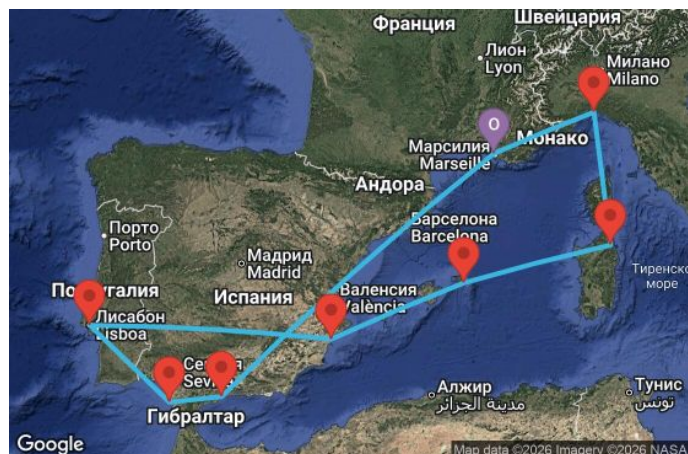 Франция
Швейцария
Лион
Lyon
Милано
Milano
О
Марсилия
Marseille
Монако
Андора
Барселона
Barcelona
Порто
Porto
Мадрид
Madrid
Португалия
Испания
Валенсия
València
Тиренско
море
Лисабон
Lisboa
Севиля
Sevilla
Гибралтар
Алжир
مدينة الجزائر
Тунис
تونس
Google
Map data ©2026 Imagery ©2026 NASA